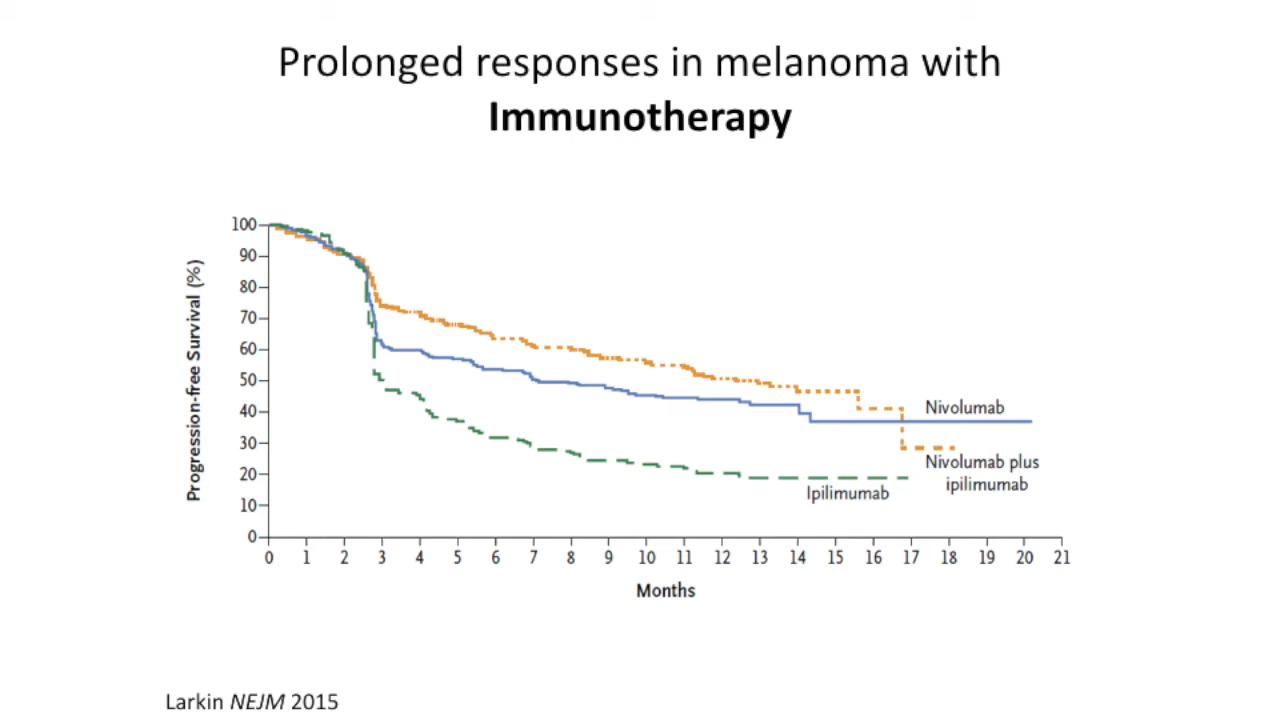 Prolonged responses in melanoma with
Immunotherapy
Progression-free Survival (%)
100
90
80
70
60
50
40
30
20
10
0
Nivolumab
Nivolumab plus
ipilimumab
Ipilimumab
0 1 2 3 4 5 6 7 8 9 10 11 12 13 14 15 16 17 18 19 20 21
Months
Larkin NEJM 2015